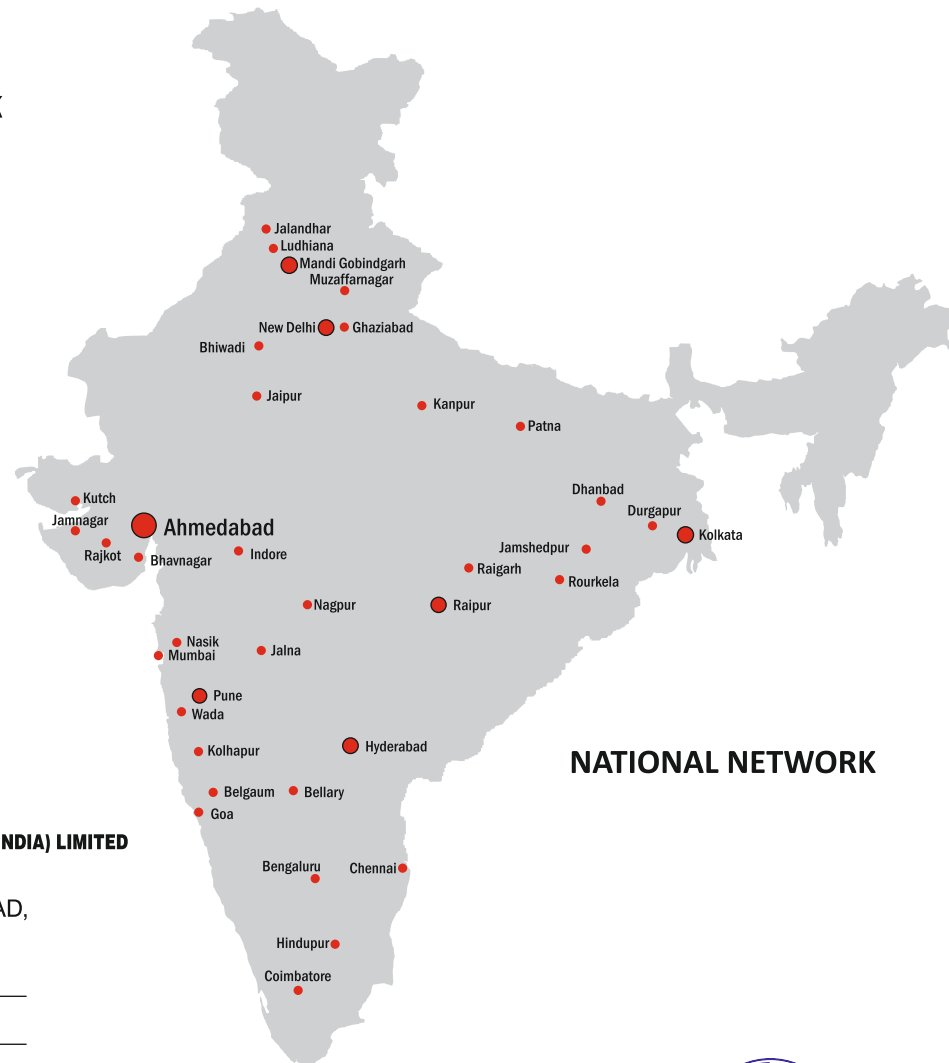 Jalandhar
Ludhiana
Mandi Gobindgarh
Muzaffarnagar
New Delhi
Ghaziabad
Bhiwadi
Jaipur
Kanpur
Patna
Kutch
Dhanbad
Jamnagar
Durgapur
Ahmedabad
Kolkata
Rajkot
Bhavnagar
Indore
Jamshedpur
Raigarh
Rourkela
Nagpur
Raipur
Nasik
Mumbai
Jalna
Pune
Wada
Kolhapur
Hyderabad
NATIONAL NETWORK
Belgaum
Bellary
Goa
NDIA) LIMITED
Bengaluru
Chennai
AD,
Hindupur
Coimbatore